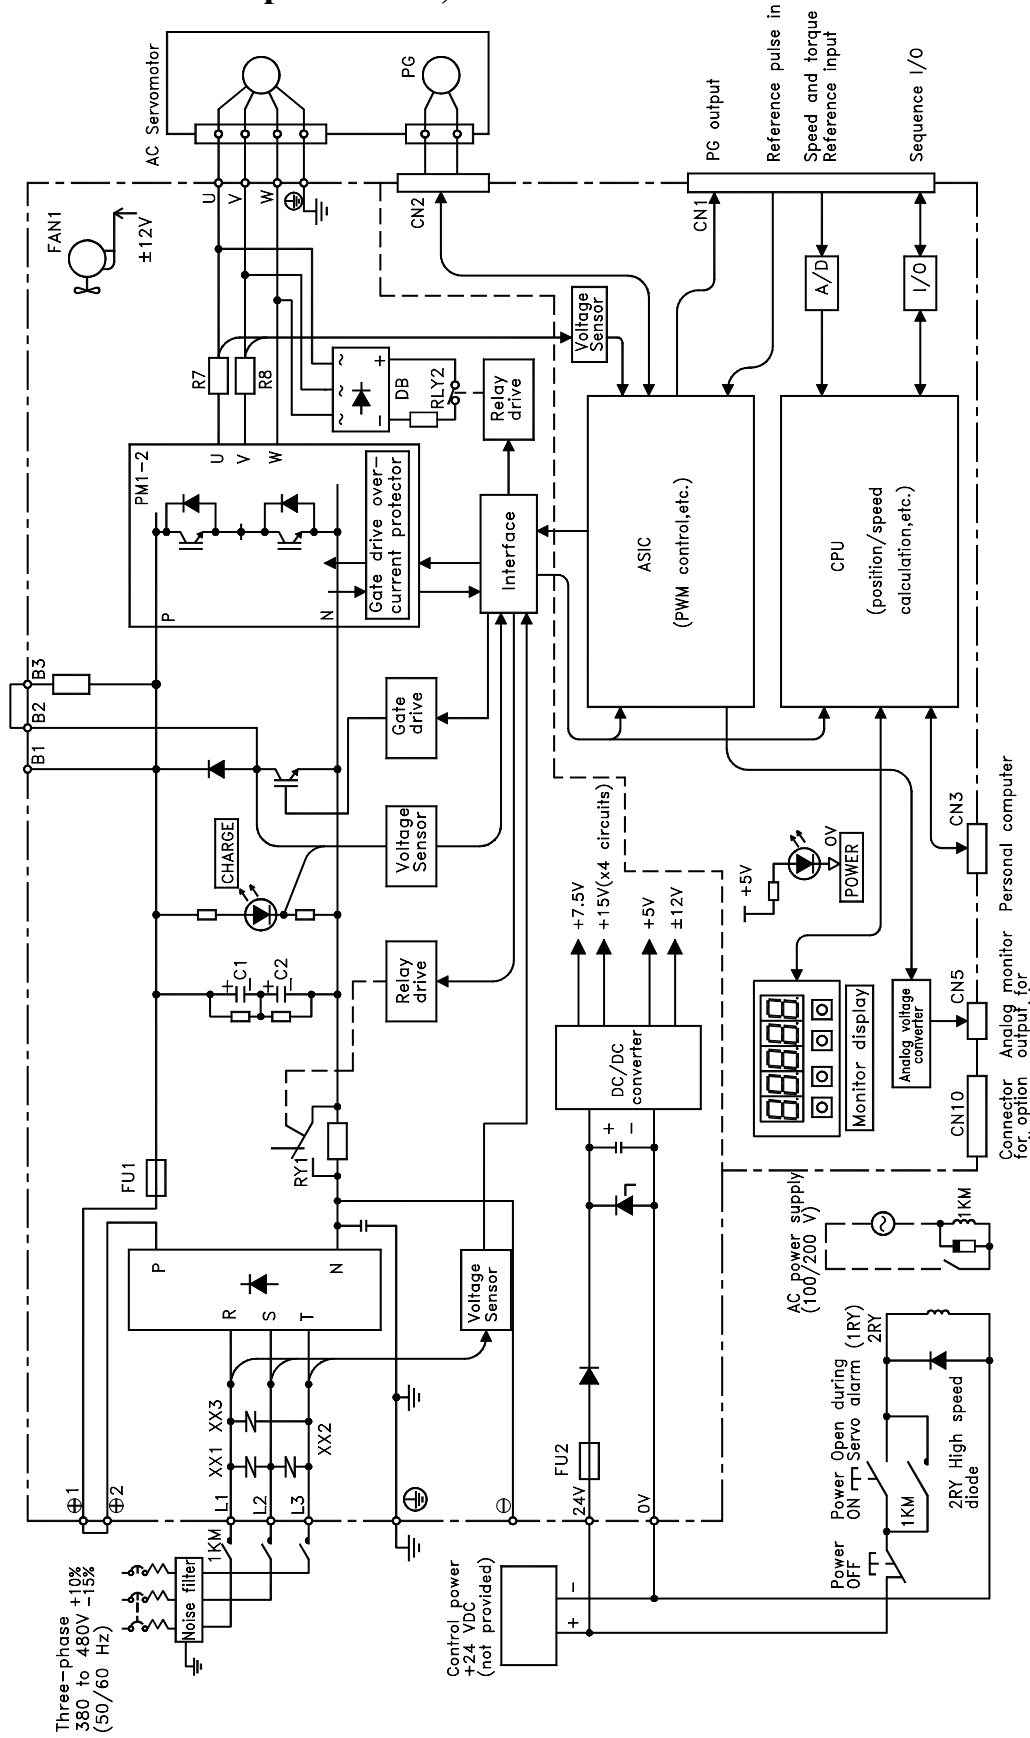 Three-phase
380 to 480V +10%
-15%
(50/60 Hz)
Noise filter
1KM
L1
L2
L3
XX1
XX3
XX2
1
2
R
S
T
P
N
FU1
Voltage
Sensor
RY1
C1
C2
+
−
+
−
Relay
drive
CHARGE
Voltage
Sensor
Gate
drive
B1
B2
B3
P
N
PM1-2
U
V
W
Gate drive over-
current protector
Interface
R7
R8
~
~
~
+
−
DB
RLY2
Relay
drive
FAN1
±12V
U
V
W
AC Servomotor
PG
CN2
Voltage
Sensor
ASIC
(PWM control,etc.)
CPU
(position/speed
calculation,etc.)
A/D
I/O
CN1
PG output
Reference pulse in
Speed and torque
Reference input
Sequence I/O
Control power
+24 VDC
(not provided)
+
−
24V
0V
FU2
+
−
DC/DC
converter
+7.5V
+15V(x4 circuits)
+5V
±12V
+5V
0V
POWER
Monitor display
Analog voltage
converter
CN3
Personal computer
CN5
Analog monitor
output for
CN10
Connector
for option
AC power supply
(100/200 V)
1KM
Power
OFF
Power
ON
Open during
Servo alarm (1RY)
1KM
2RY
2RY High speed
diode